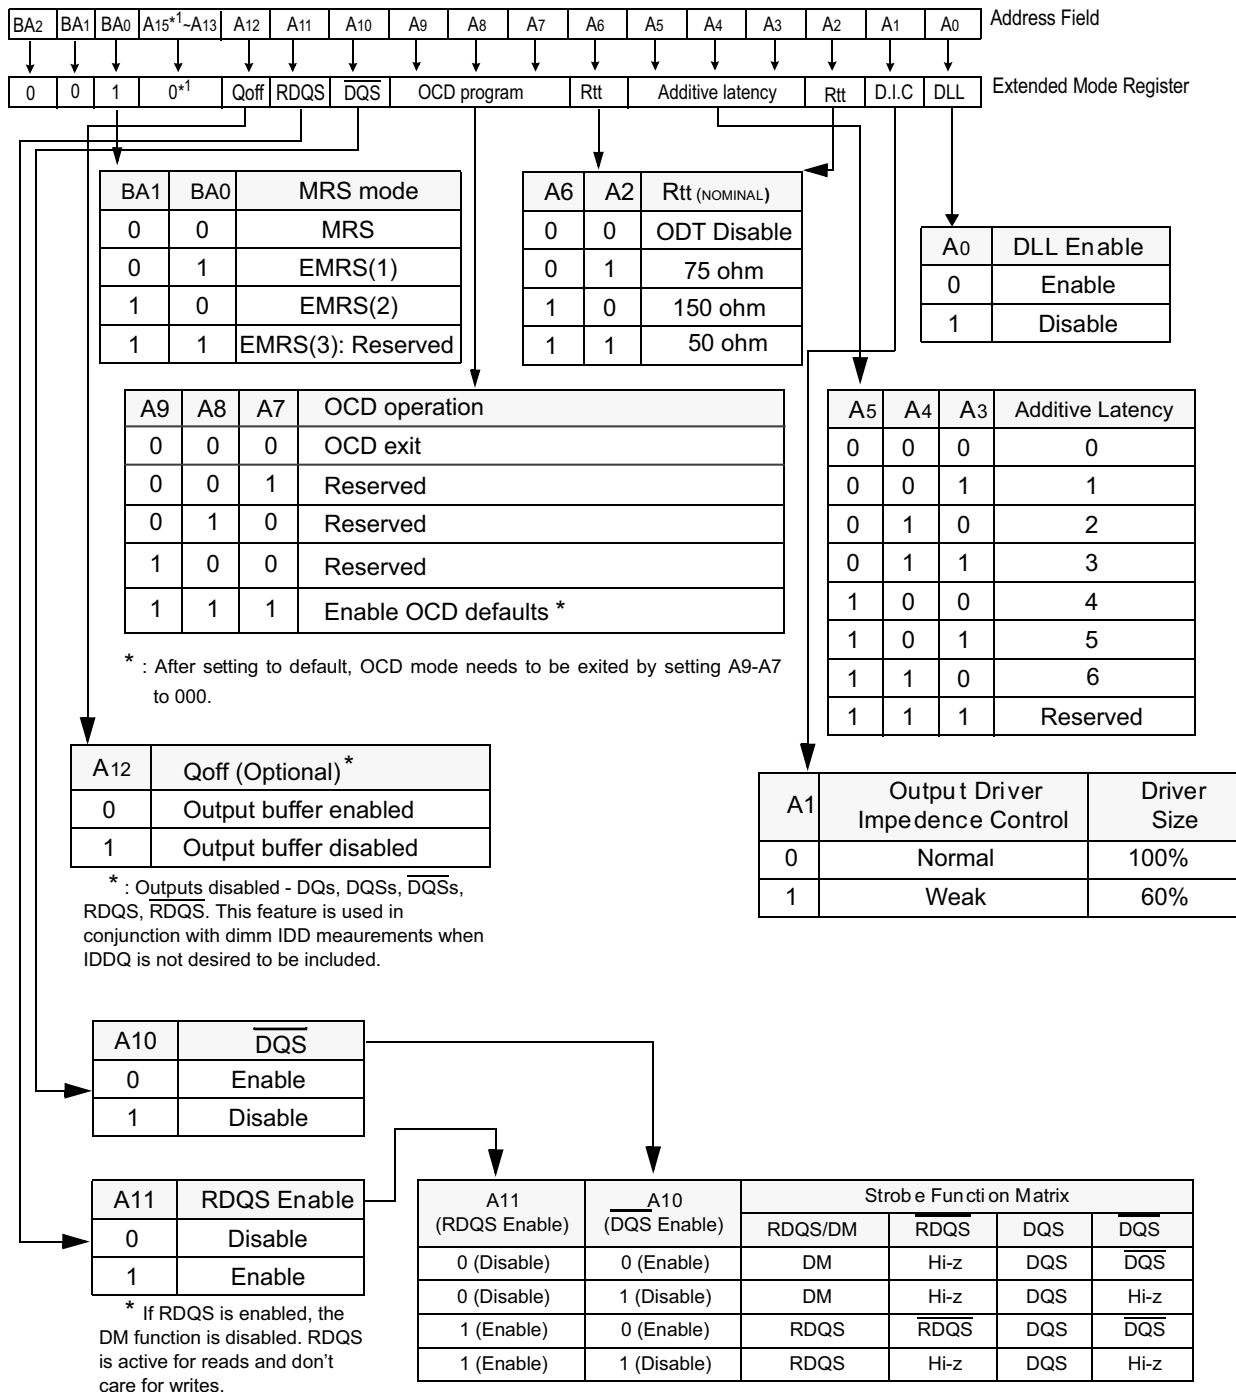 BA2 BA1 BA0 A15*1~A13 A12 A11 A10 A9 A8 A7 A6 A5 A4 A3 A2 A1 A0 Address Field
0 0 1 0*1 Qoff RDQS D̅Q̅S̅ OCD program Rtt Additive latency Rtt D.I.C DLL Extended Mode Register
BA1 BA0 MRS mode
0 0 MRS
0 1 EMRS(1)
1 0 EMRS(2)
1 1 EMRS(3): Reserved
A6 A2 Rtt (NOMINAL)
0 0 ODT Disable
0 1 75 ohm
1 0 150 ohm
1 1 50 ohm
A0 DLL Enable
0 Enable
1 Disable
A9 A8 A7 OCD operation
0 0 0 OCD exit
0 0 1 Reserved
0 1 0 Reserved
1 0 0 Reserved
1 1 1 Enable OCD defaults *
* : After setting to default, OCD mode needs to be exited by setting A9-A7
to 000.
A5 A4 A3 Additive Latency
0 0 0 0
0 0 1 1
0 1 0 2
0 1 1 3
1 0 0 4
1 0 1 5
1 1 0 6
1 1 1 Reserved
A12 Qoff (Optional)*
0 Output buffer enabled
1 Output buffer disabled
* : Outputs disabled - DQs, DQSs, D̅Q̅S̅s,
RDQS, R̅D̅Q̅S̅. This feature is used in
conjunction with dimm IDD meaurements when
IDDQ is not desired to be included.
A1 Output Driver Impedence Control Driver Size
0 Normal 100%
1 Weak 60%
A10 D̅Q̅S̅
0 Enable
1 Disable
A11 RDQS Enable
0 Disable
1 Enable
* If RDQS is enabled, the
DM function is disabled. RDQS
is active for reads and don't
care for writes.
A11 (RDQS Enable) A10 (D̅Q̅S̅ Enable) Strobe Function Matrix
RDQS/DM R̅D̅Q̅S̅ DQS D̅Q̅S̅
0 (Disable) 0 (Enable) DM Hi-z DQS D̅Q̅S̅
0 (Disable) 1 (Disable) DM Hi-z DQS Hi-z
1 (Enable) 0 (Enable) RDQS R̅D̅Q̅S̅ DQS D̅Q̅S̅
1 (Enable) 1 (Disable) RDQS Hi-z DQS Hi-z